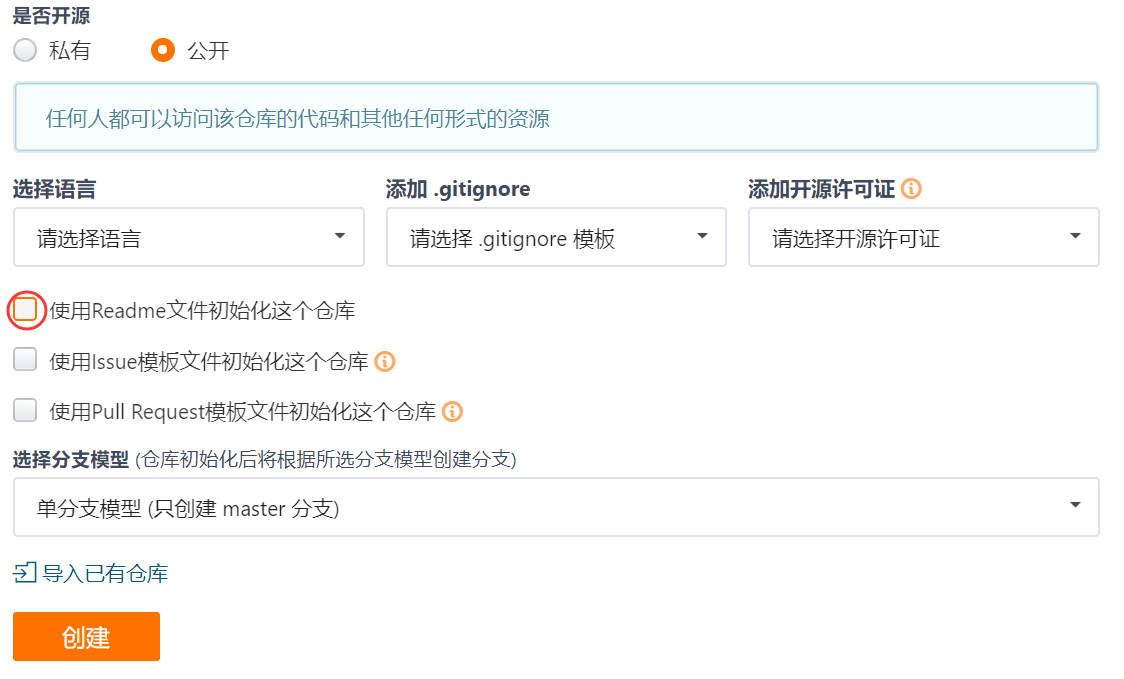 是否开源
私有 公开
任何人都可以访问该仓库的代码和其他任何形式的资源
选择语言 添加 .gitignore 添加开源许可证
请选择语言 请选择 .gitignore 模板 请选择开源许可证
使用Readme文件初始化这个仓库
使用Issue模板文件初始化这个仓库
使用Pull Request模板文件初始化这个仓库
选择分支模型 (仓库初始化后将根据所选分支模型创建分支)
单分支模型 (只创建 master 分支)
导入已有仓库
创建